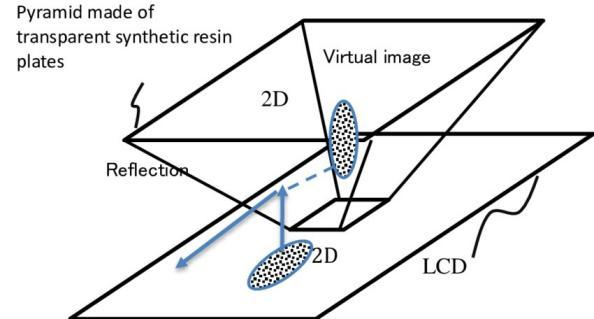 Pyramid made of
transparent synthetic resin
plates
Virtual image
2D
Reflection
2D
LCD